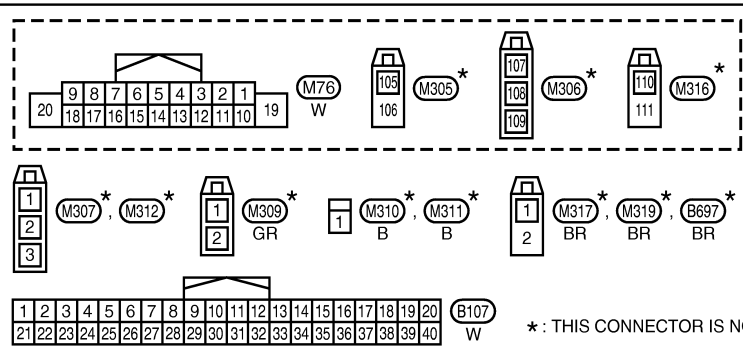 9 8 7 6 5 4 3 2 1
20 18 17 16 15 14 13 12 11 10 19
M76
W
105
106
M305 *
107
108
109
M306 *
110
111
M316 *
1
2
3
M307 *, M312 *
1
2
M309 *
GR
1
M310 *, M311 *
B B
1
2
M317 *, M319 *, B697 *
BR BR BR
1 2 3 4 5 6 7 8 9 10 11 12 13 14 15 16 17 18 19 20
21 22 23 24 25 26 27 28 29 30 31 32 33 34 35 36 37 38 39 40
B107
W
* : THIS CONNECTOR IS